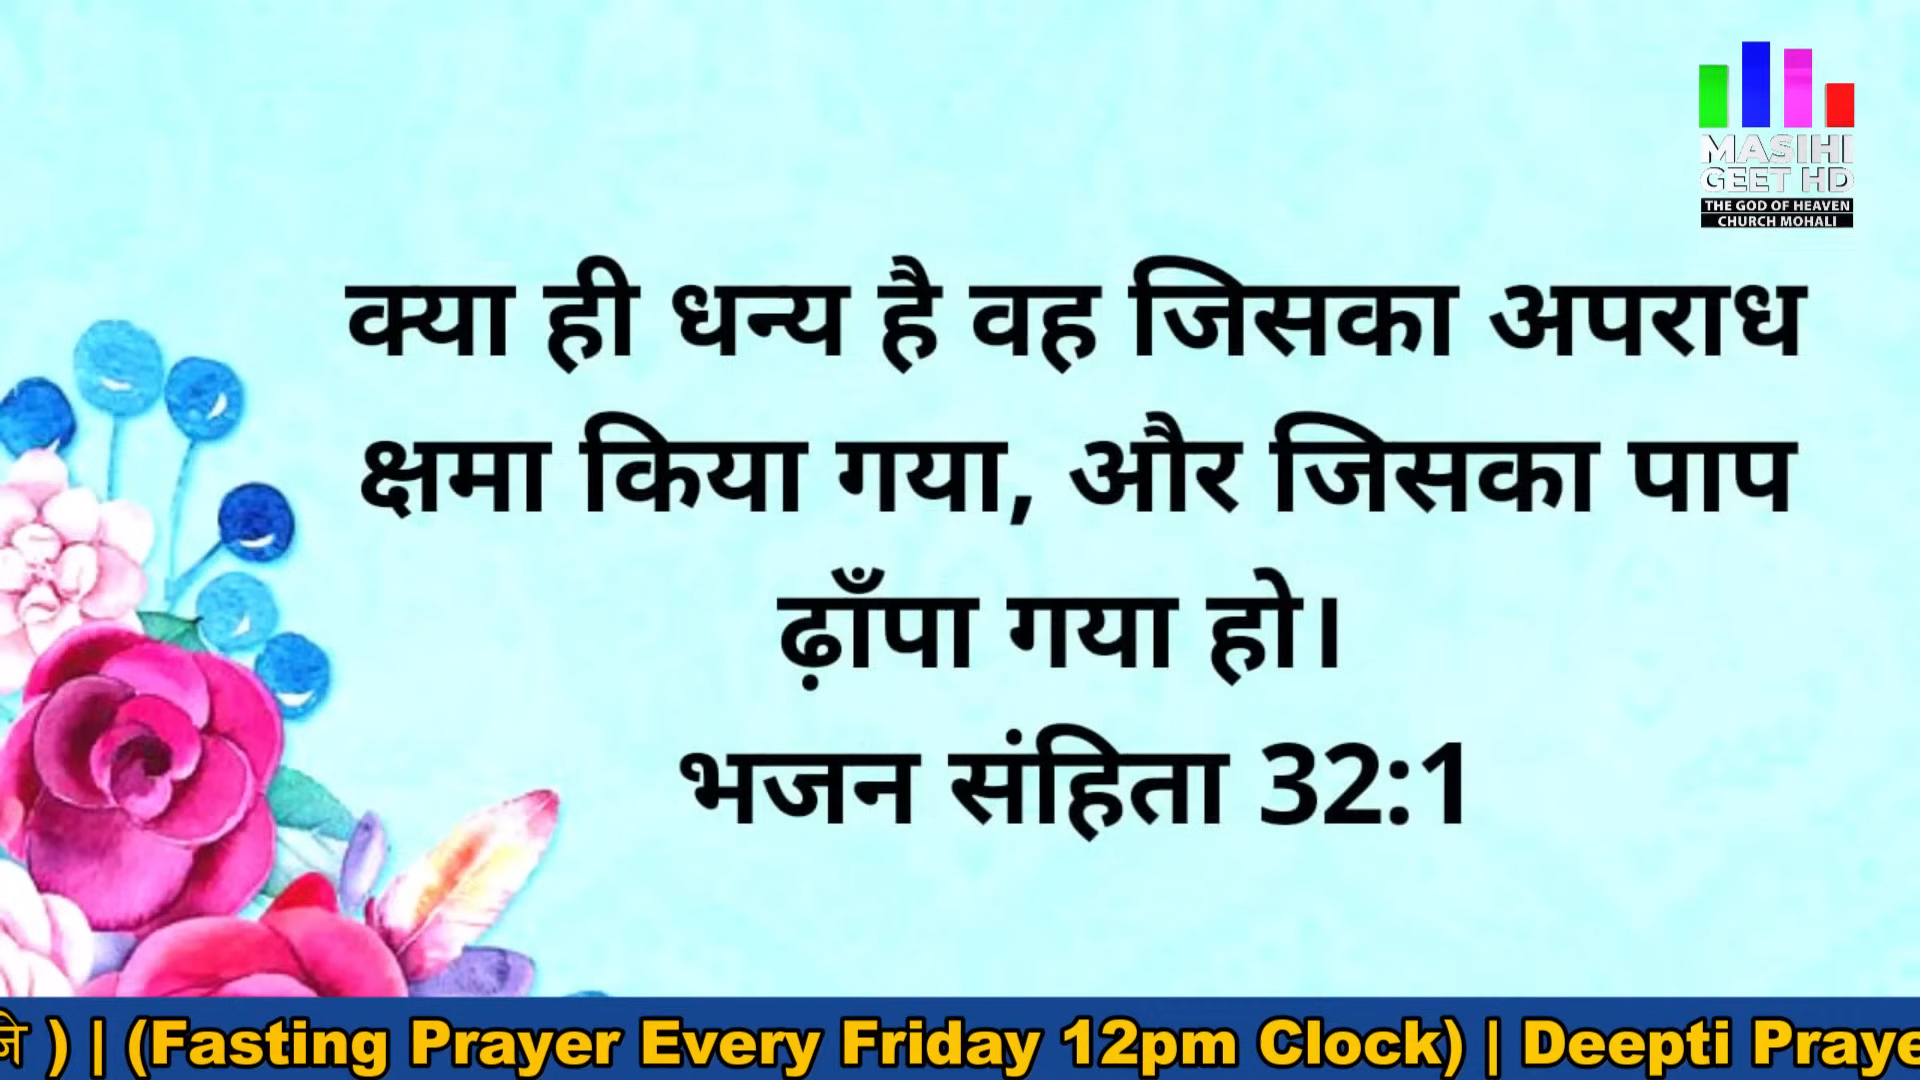 MASIHI
GEET HD
THE GOD OF HEAVEN
CHURCH MOHALI
क्या ही धन्य है वह जिसका अपराध
क्षमा किया गया, और जिसका पाप
ढ़ाँपा गया हो।
भजन संहिता 32:1
) | (Fasting Prayer Every Friday 12pm Clock) | Deepti